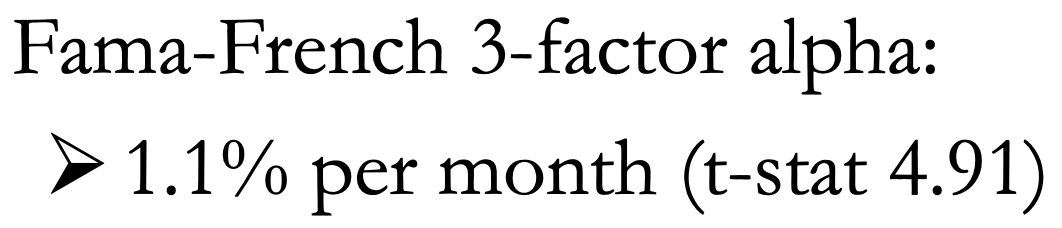 Fama-French 3-factor alpha:
➢ 1.1% per month (t-stat 4.91)